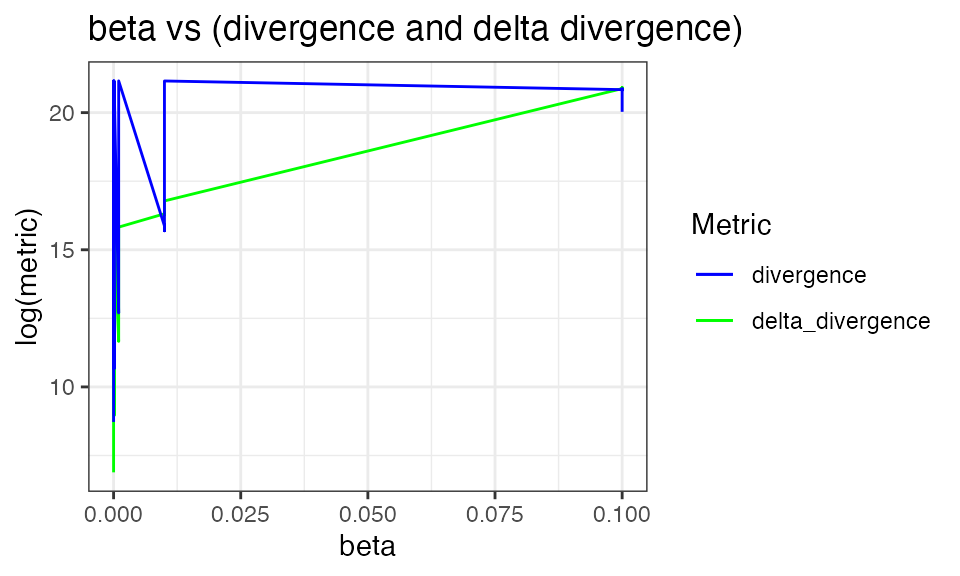 beta vs (divergence and delta divergence)
log(metric)
20
15
10
0.000
0.025
0.050
0.075
0.100
beta
Metric
divergence
delta_divergence